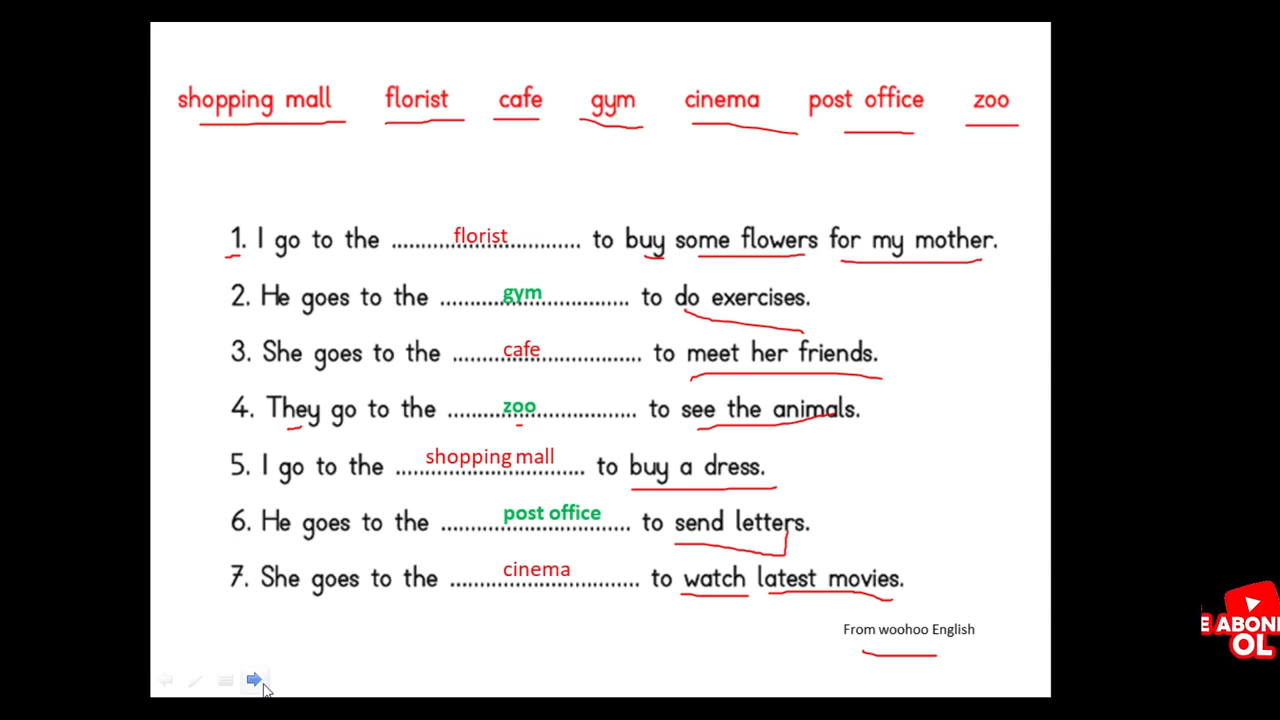 shopping mall florist cafe gym cinema post office zoo
1. I go to the ........florist........ to buy some flowers for my mother.
2. He goes to the ........gym........ to do exercises.
3. She goes to the ........cafe........ to meet her friends.
4. They go to the ........zoo........ to see the animals.
5. I go to the ........shopping mall........ to buy a dress.
6. He goes to the ........post office........ to send letters.
7. She goes to the ........cinema........ to watch latest movies.
From woohoo English
E ABONE
OL